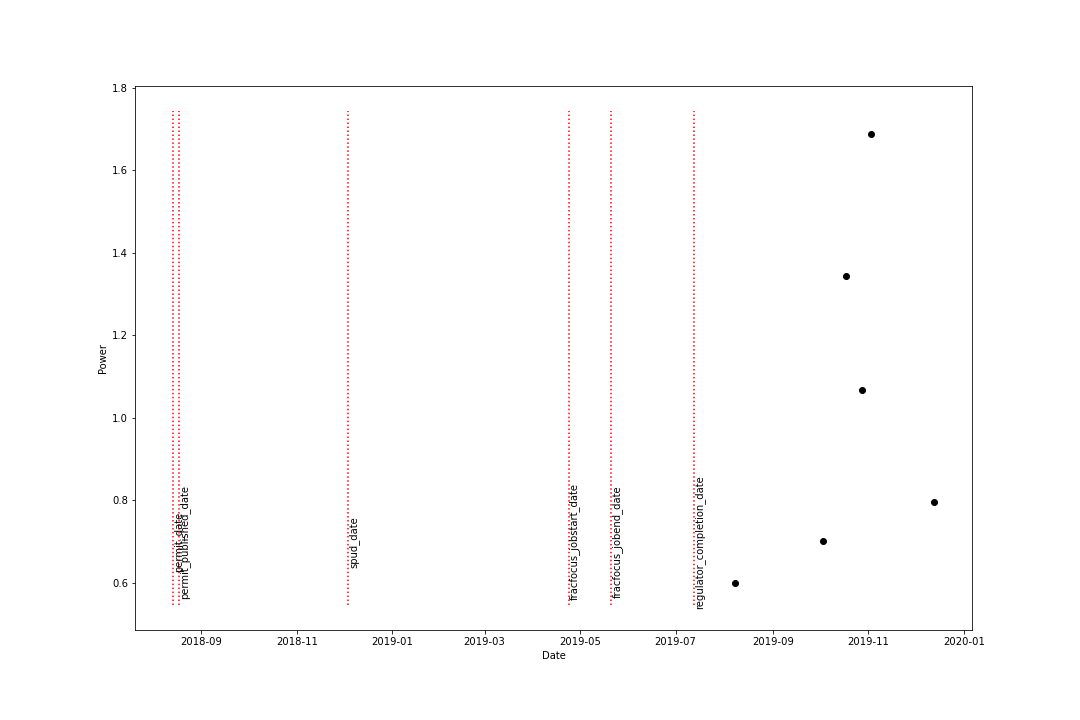 1.8
1.6
1.4
1.2
1.0
0.8
0.6
Power
permit_date
permit_published_date
spud_date
fracfocus_jobstart_date
fracfocus_jobend_date
regulator_completion_date
2018-09
2018-11
2019-01
2019-03
2019-05
2019-07
2019-09
2019-11
2020-01
Date